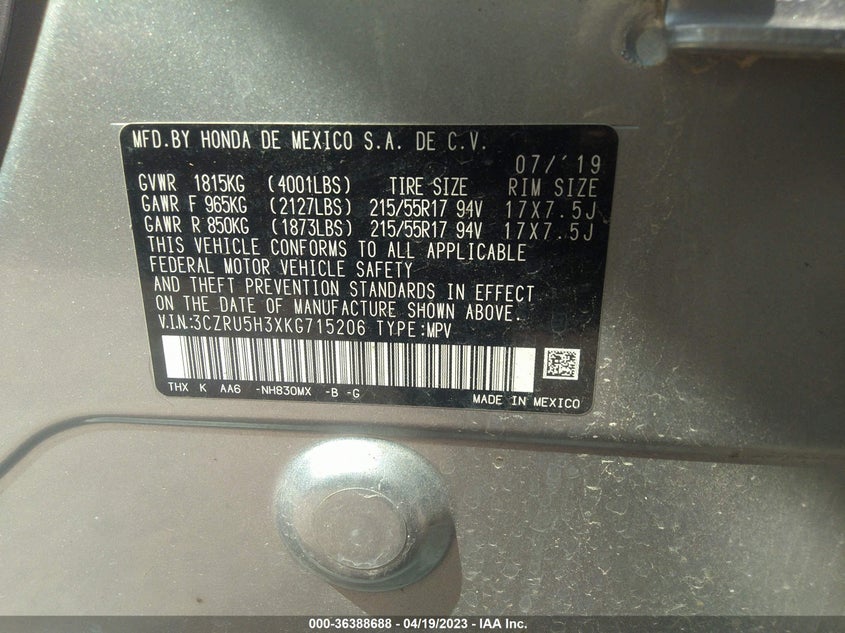 MFD.BY HONDA DE MEXICO S.A. DE C.V.
07/'19
GVWR 1815KG (4001LBS) TIRE SIZE RIM SIZE
GAWR F 965KG (2127LBS) 215/55R17 94V 17X7.5J
GAWR R 850KG (1873LBS) 215/55R17 94V 17X7.5J
THIS VEHICLE CONFORMS TO ALL APPLICABLE
FEDERAL MOTOR VEHICLE SAFETY
AND THEFT PREVENTION STANDARDS IN EFFECT
ON THE DATE OF MANUFACTURE SHOWN ABOVE.
V.I.N:3CZRU5H3XKG715206 TYPE:MPV
THX K AA6 -NH830MX -B -G
MADE IN MEXICO
000-36388688 - 04/19/2023 - IAA Inc.